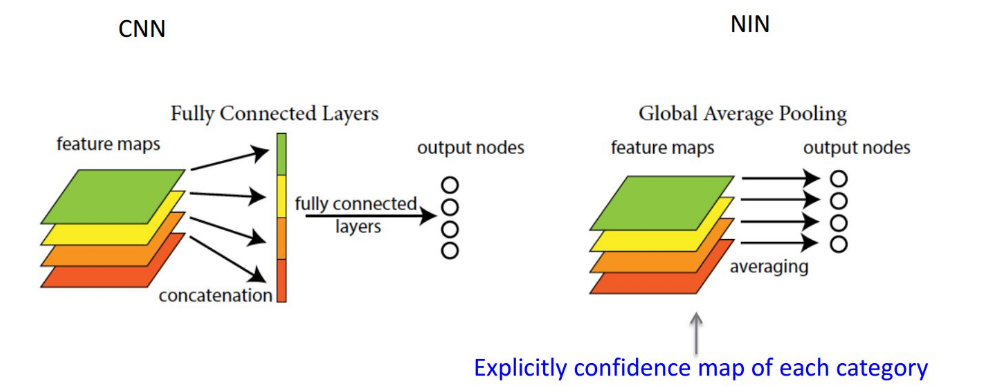 CNN
NIN
Fully Connected Layers
feature maps
output nodes
fully connected
layers
concatenation
Global Average Pooling
feature maps
output nodes
averaging
Explicitly confidence map of each category